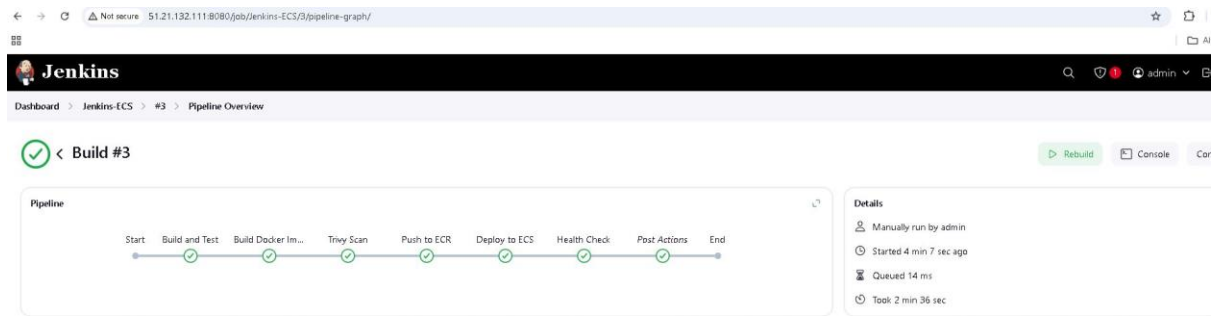 Not secure 51.21.132.111:8080/job/Jenkins-ECS/3/pipeline-graph/
Al
Jenkins
1 admin
Dashboard > Jenkins-ECS > #3 > Pipeline Overview
< Build #3
Rebuild Console Con
Pipeline
Start Build and Test Build Docker Im... Trivy Scan Push to ECR Deploy to ECS Health Check Post Actions End
Details
Manually run by admin
Started 4 min 7 sec ago
Queued 14 ms
Took 2 min 36 sec